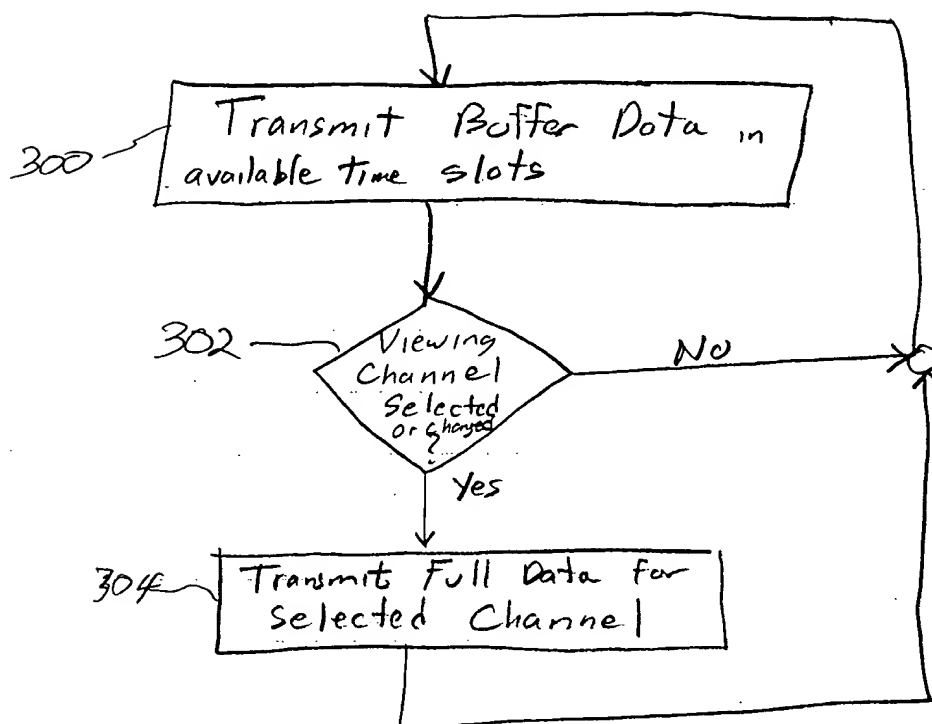 Transmit Buffer Data in
available Time slots
300
302
Viewing
Channel
Selected
or changed
?
No
Yes
304
Transmit Full Data for
Selected Channel